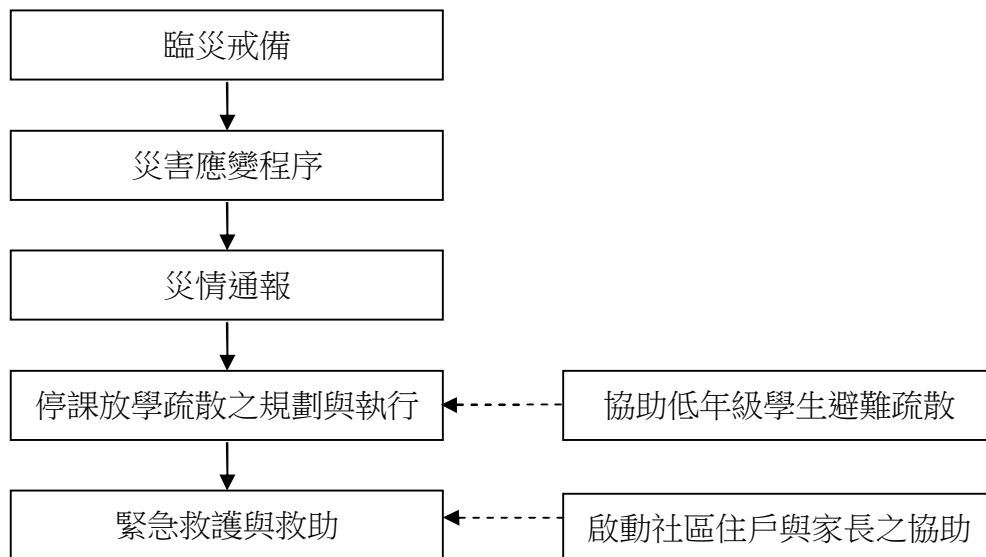 臨災戒備
災害應變程序
災情通報
停課放學疏散之規劃與執行
協助低年級學生避難疏散
緊急救護與救助
啟動社區住戶與家長之協助